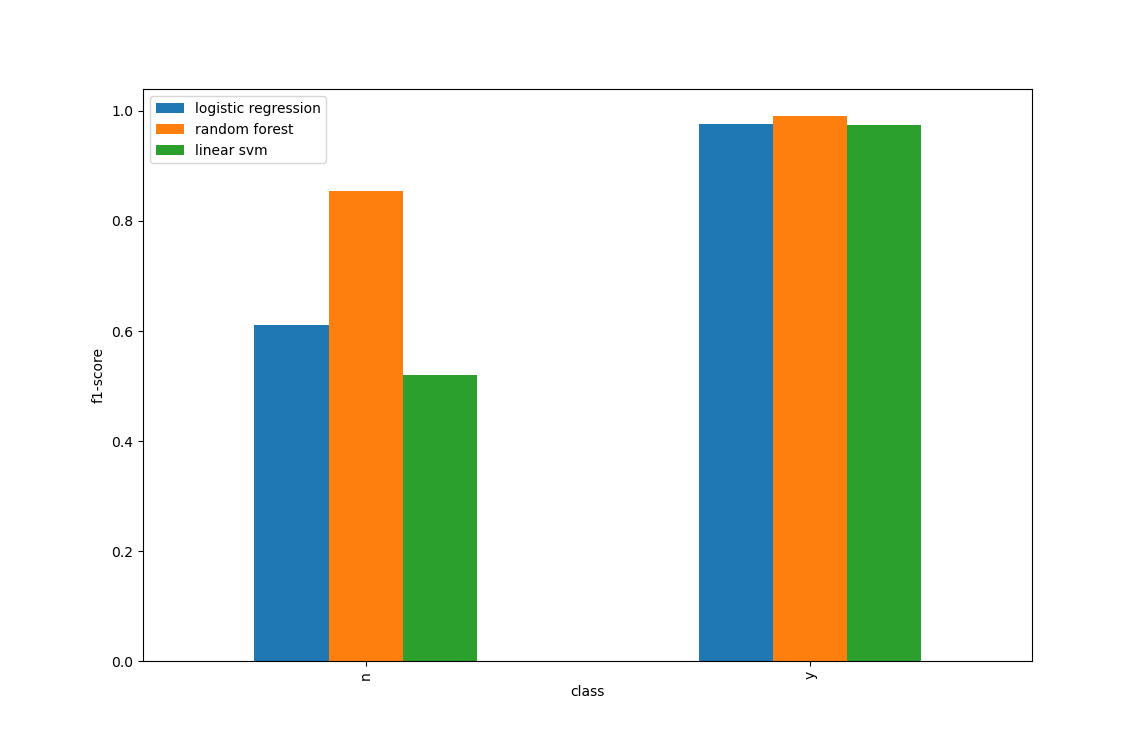 logistic regression
random forest
linear svm
1.0
0.8
0.6
0.4
0.2
0.0
f1-score
n
y
class